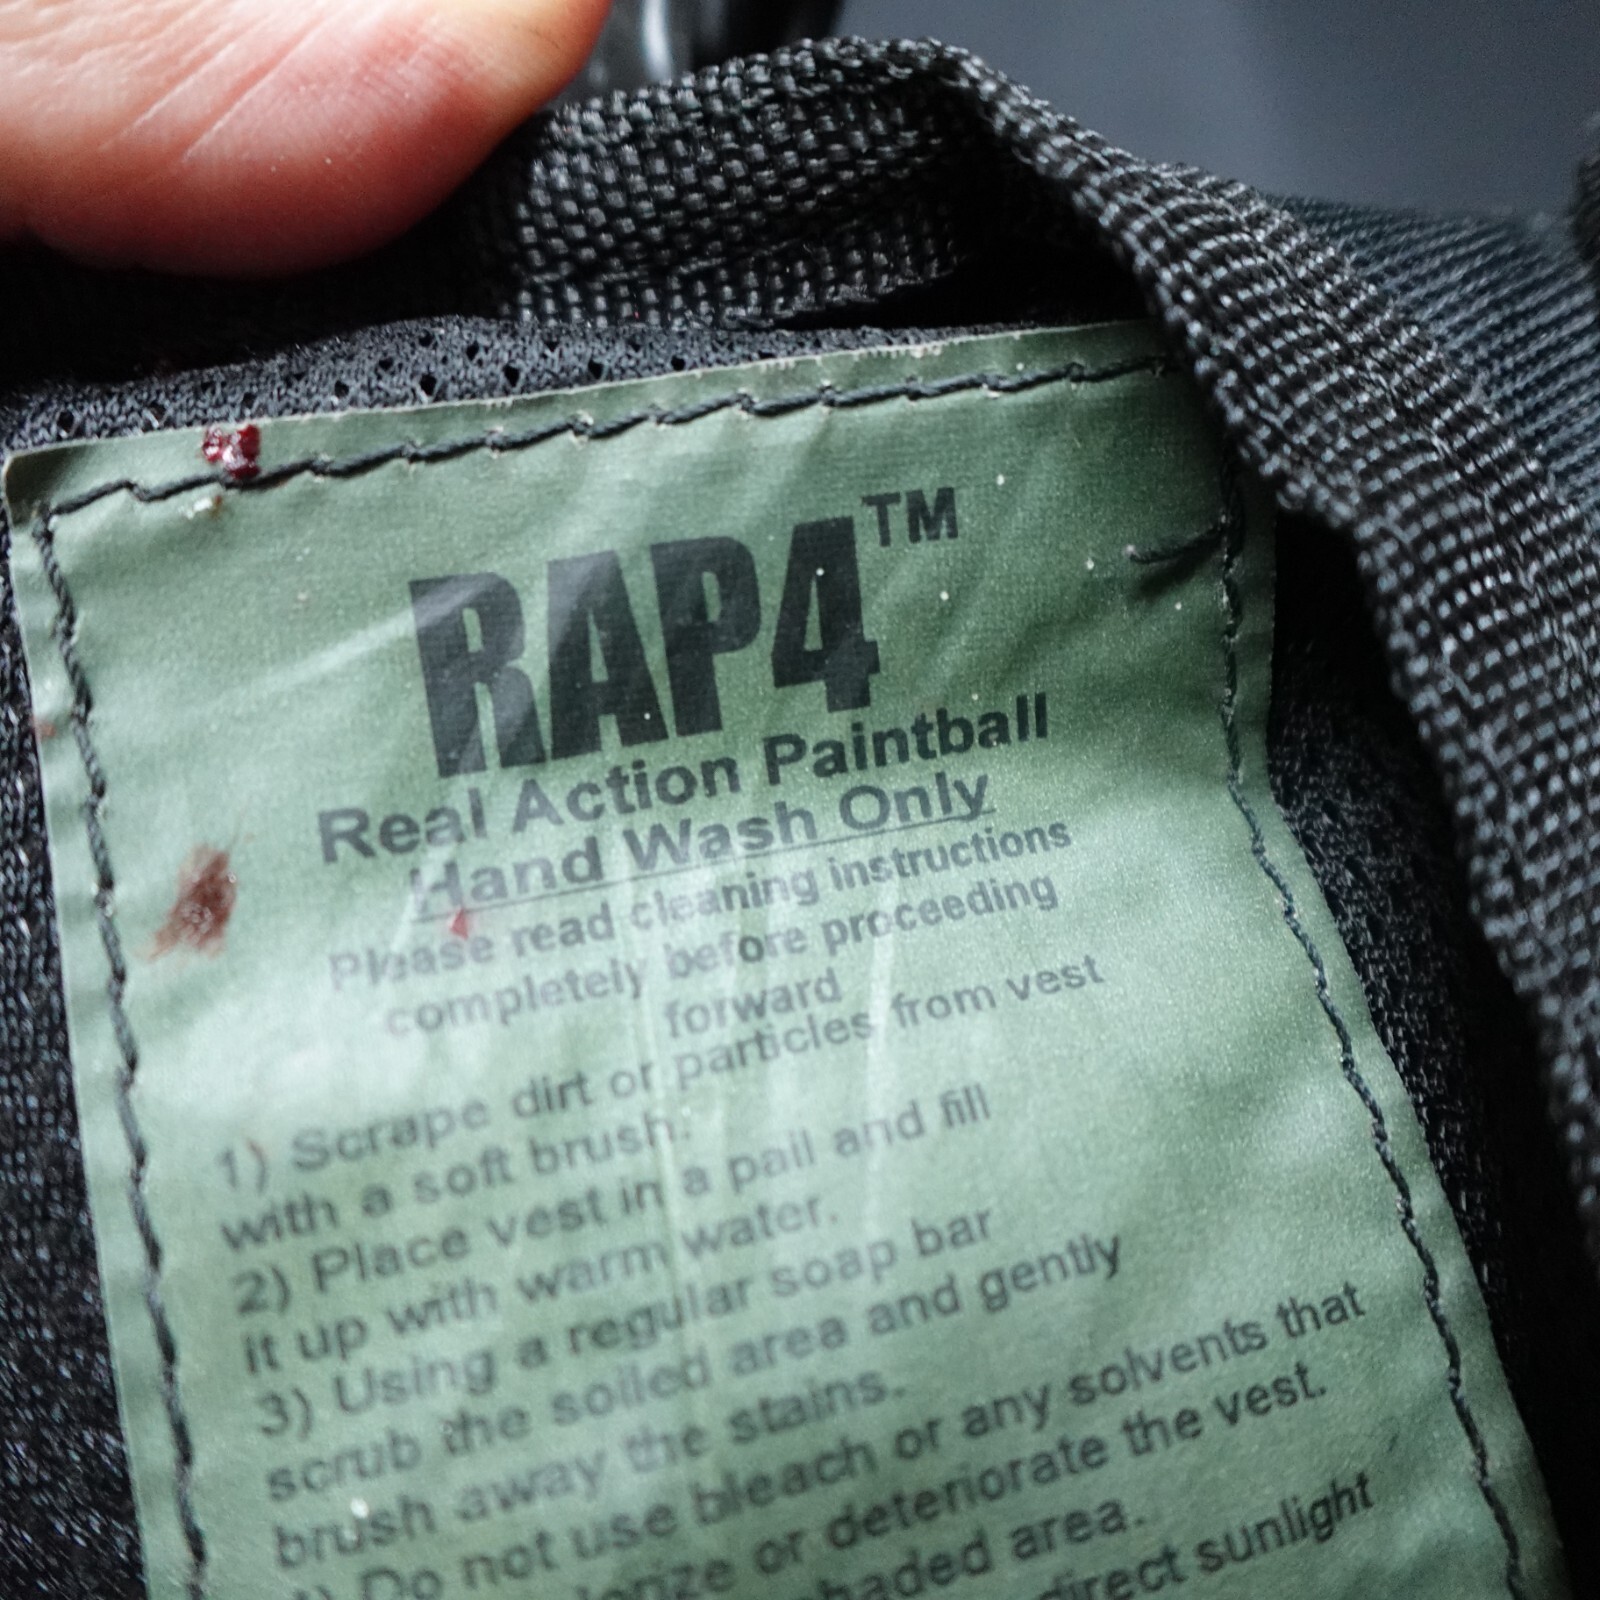 RAP4™
Real Action Paintball
Hand Wash Only
Please read cleaning instructions
completely before proceeding
forward
1) Scrape dirt or particles from vest
with a soft brush.
2) Place vest in a pail and fill
it up with warm water.
3) Using a regular soap bar
scrub the soiled area and gently
brush away the stains.
Do not use bleach or any solvents that
or deteriorate the vest.
area.
direct sunlight